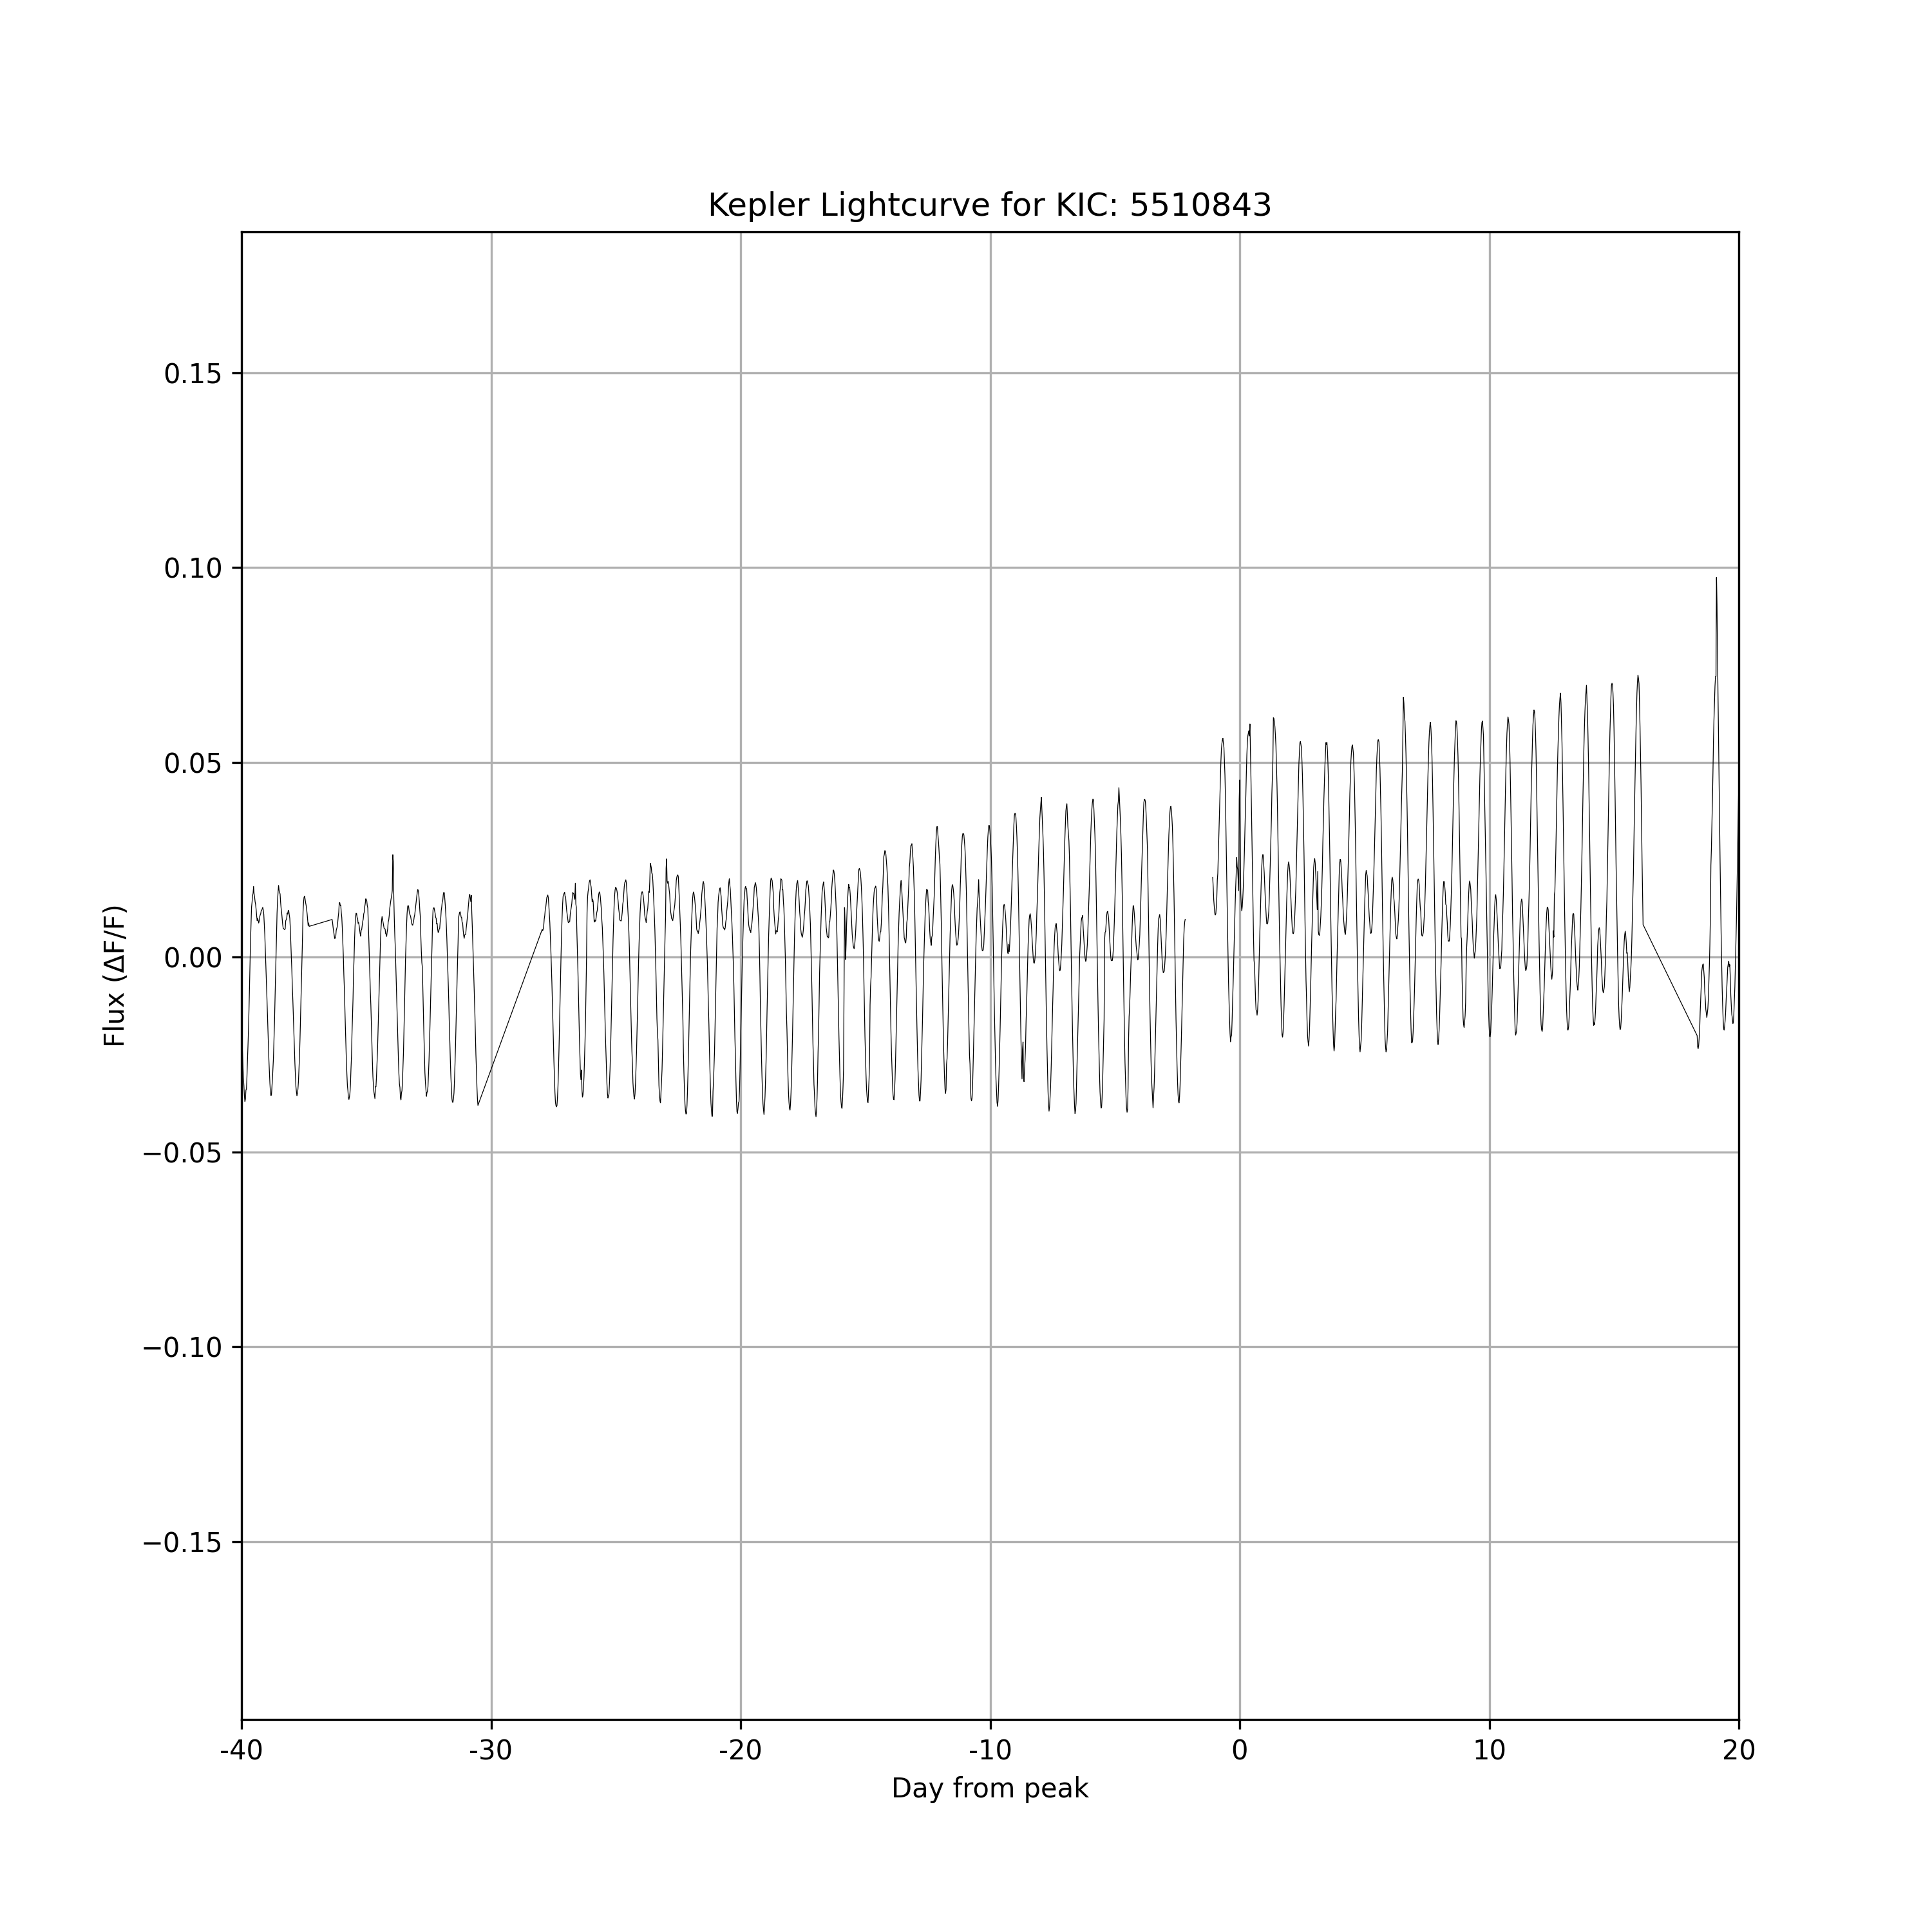 Kepler Lightcurve for KIC: 5510843
0.15
0.10
0.05
0.00
−0.05
−0.10
−0.15
Flux (ΔF/F)
-40 -30 -20 -10 0 10 20
Day from peak